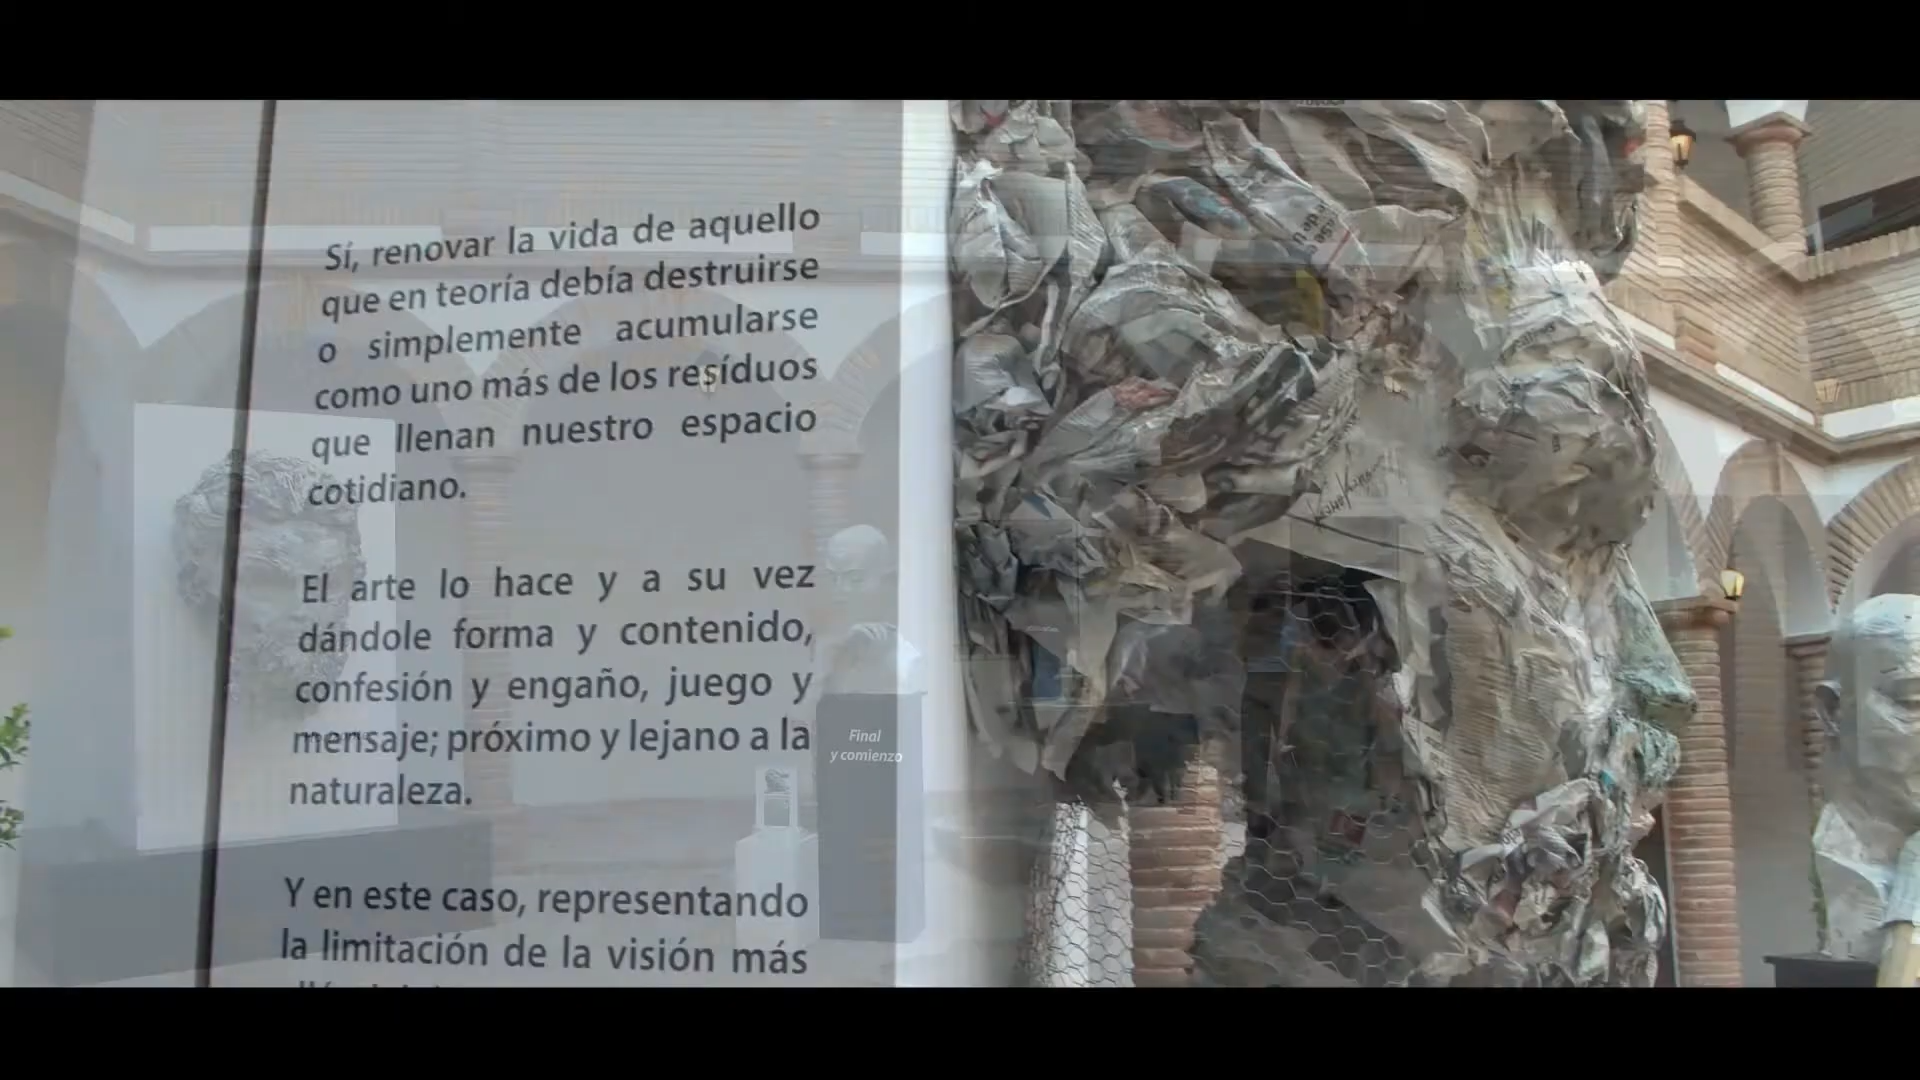 Sí, renovar la vida de aquello
que en teoría debía destruirse
o simplemente acumularse
como uno más de los resíduos
que llenan nuestro espacio
cotidiano.
El arte lo hace y a su vez
dándole forma y contenido,
confesión y engaño, juego y
mensaje; próximo y lejano a la
naturaleza.
Y en este caso, representando
la limitación de la visión más
Final
y comienzo